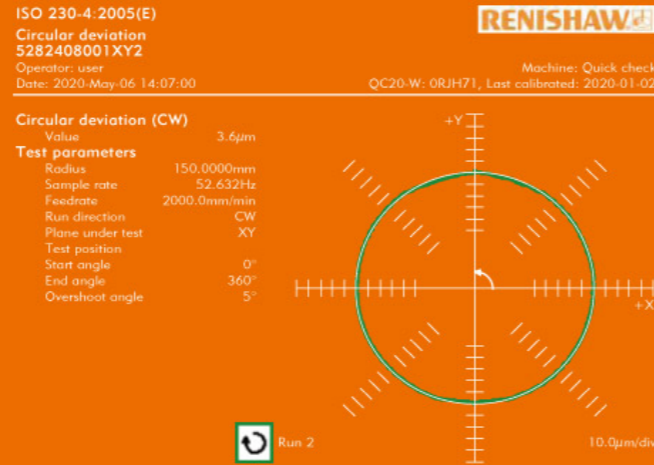 ISO 230-4:2005(E)
RENISHAW
Circular deviation
5282408001XY2
Operator: user
Machine: Quick check
Date: 2020-May-06 14:07:00
QC20-W: 0RJH71, Last calibrated: 2020-01-02
Circular deviation (CW)
Value 3.6µm
Test parameters
Radius 150.0000mm
Sample rate 52.632Hz
Feedrate 2000.0mm/min
Run direction CW
Plane under test XY
Test position
Start angle 0°
End angle 360°
Overshoot angle 5°
+Y
+X
Run 2
10.0µm/div